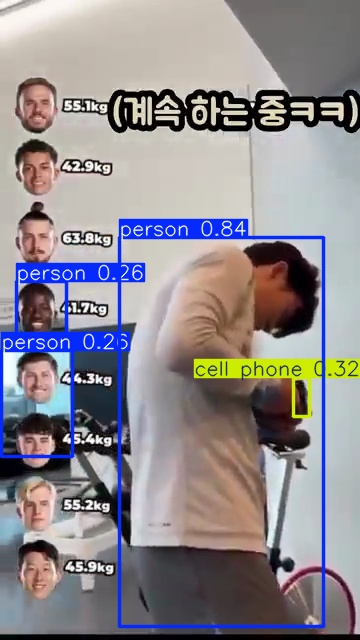 55.1kg
(계속 하는 중ㅋㅋ)
42.9kg
63.8kg
person 0.84
person 0.26
41.7kg
person 0.26
cell phone 0.32
44.3kg
45.4kg
55.2kg
45.9kg